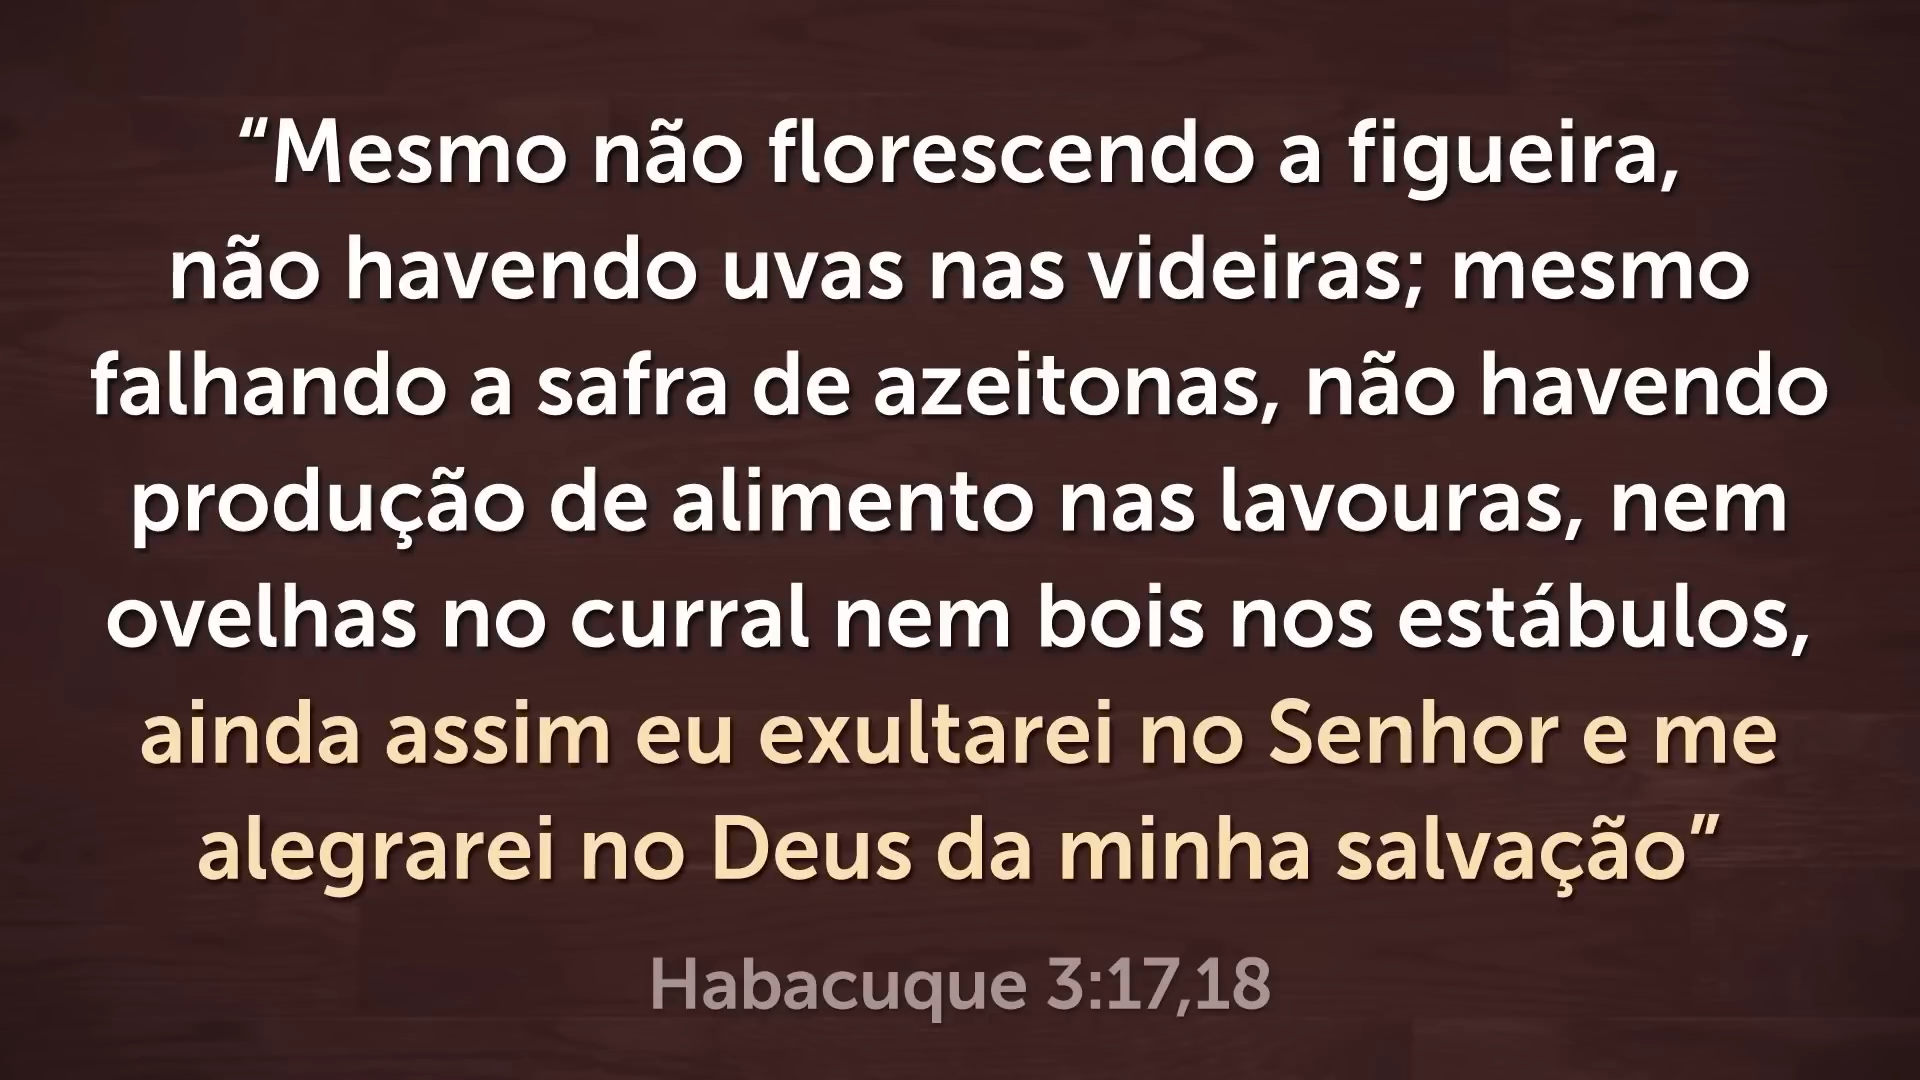 “Mesmo não florescendo a figueira,
não havendo uvas nas videiras; mesmo
falhando a safra de azeitonas, não havendo
produção de alimento nas lavouras, nem
ovelhas no curral nem bois nos estábulos,
ainda assim eu exultarei no Senhor e me
alegrarei no Deus da minha salvação”
Habacuque 3:17,18